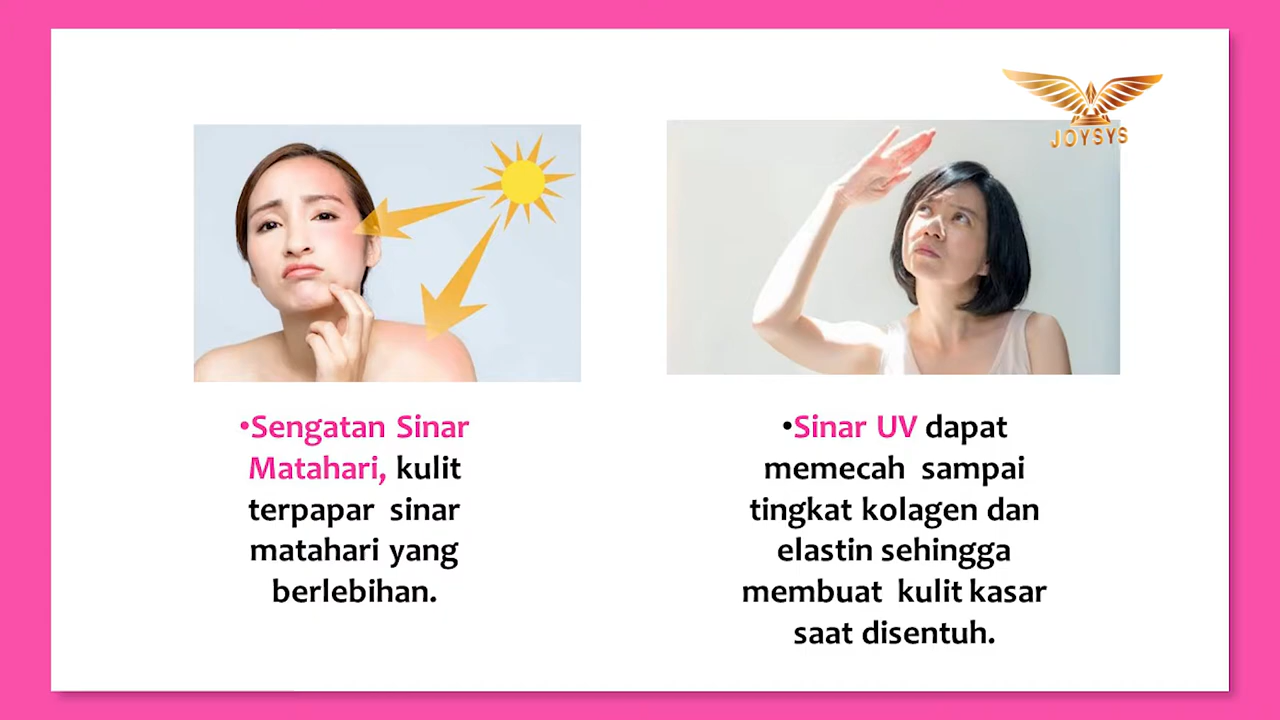 JOYSYS
•Sengatan Sinar
Matahari, kulit
terpapar sinar
matahari yang
berlebihan.
•Sinar UV dapat
memecah sampai
tingkat kolagen dan
elastin sehingga
membuat kulit kasar
saat disentuh.